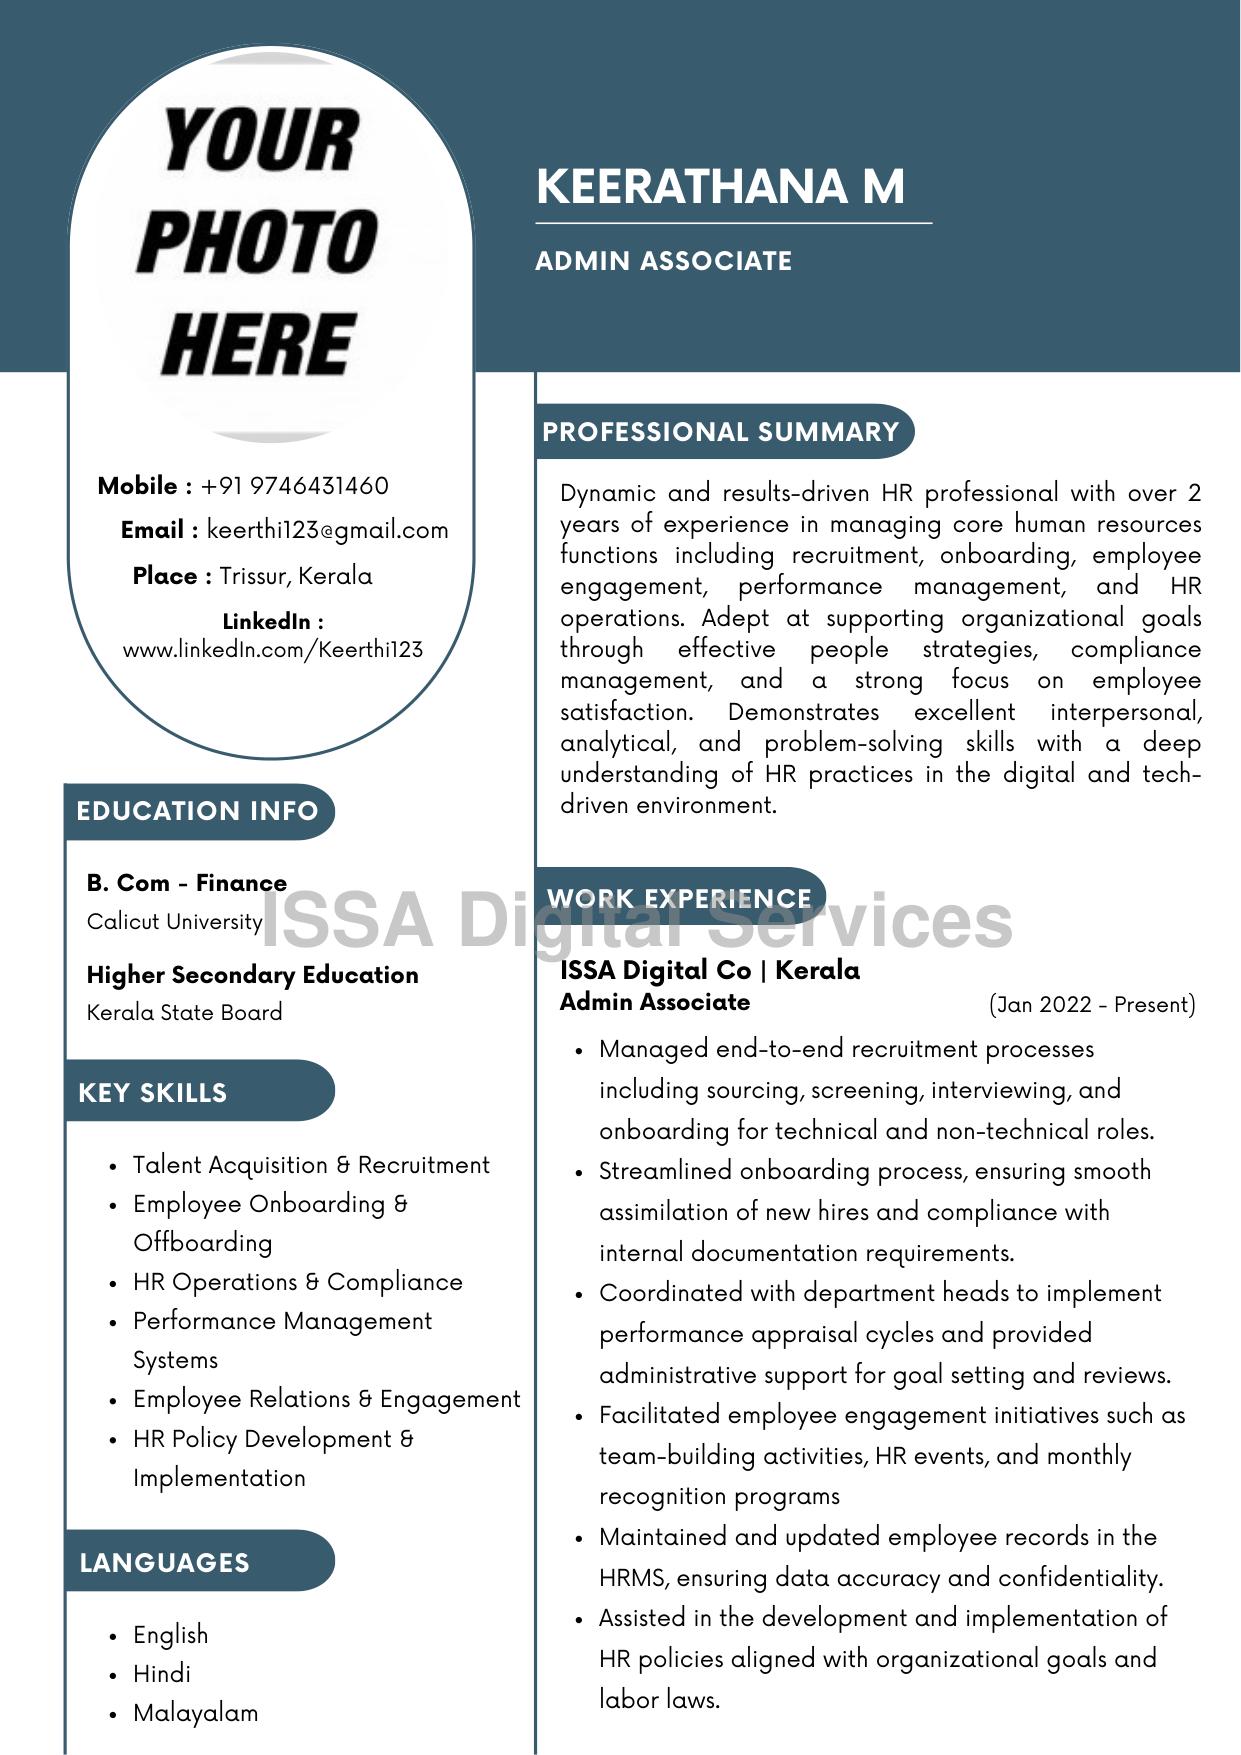 YOUR
PHOTO
HERE
KEERATHANA M
ADMIN ASSOCIATE
Mobile : +91 9746431460
Email : keerthi123@gmail.com
Place : Trissur, Kerala
LinkedIn :
www.linkedIn.com/Keerthi123
EDUCATION INFO
B. Com - Finance
Calicut University
Higher Secondary Education
Kerala State Board
KEY SKILLS
• Talent Acquisition & Recruitment
• Employee Onboarding &
Offboarding
• HR Operations & Compliance
• Performance Management
Systems
• Employee Relations & Engagement
• HR Policy Development &
Implementation
LANGUAGES
• English
• Hindi
• Malayalam
PROFESSIONAL SUMMARY
Dynamic and results-driven HR professional with over 2
years of experience in managing core human resources
functions including recruitment, onboarding, employee
engagement, performance management, and HR
operations. Adept at supporting organizational goals
through effective people strategies, compliance
management, and a strong focus on employee
satisfaction. Demonstrates excellent interpersonal,
analytical, and problem-solving skills with a deep
understanding of HR practices in the digital and tech-
driven environment.
WORK EXPERIENCE
ISSA Digital Services
ISSA Digital Co | Kerala
Admin Associate (Jan 2022 - Present)
• Managed end-to-end recruitment processes
including sourcing, screening, interviewing, and
onboarding for technical and non-technical roles.
• Streamlined onboarding process, ensuring smooth
assimilation of new hires and compliance with
internal documentation requirements.
• Coordinated with department heads to implement
performance appraisal cycles and provided
administrative support for goal setting and reviews.
• Facilitated employee engagement initiatives such as
team-building activities, HR events, and monthly
recognition programs
• Maintained and updated employee records in the
HRMS, ensuring data accuracy and confidentiality.
• Assisted in the development and implementation of
HR policies aligned with organizational goals and
labor laws.